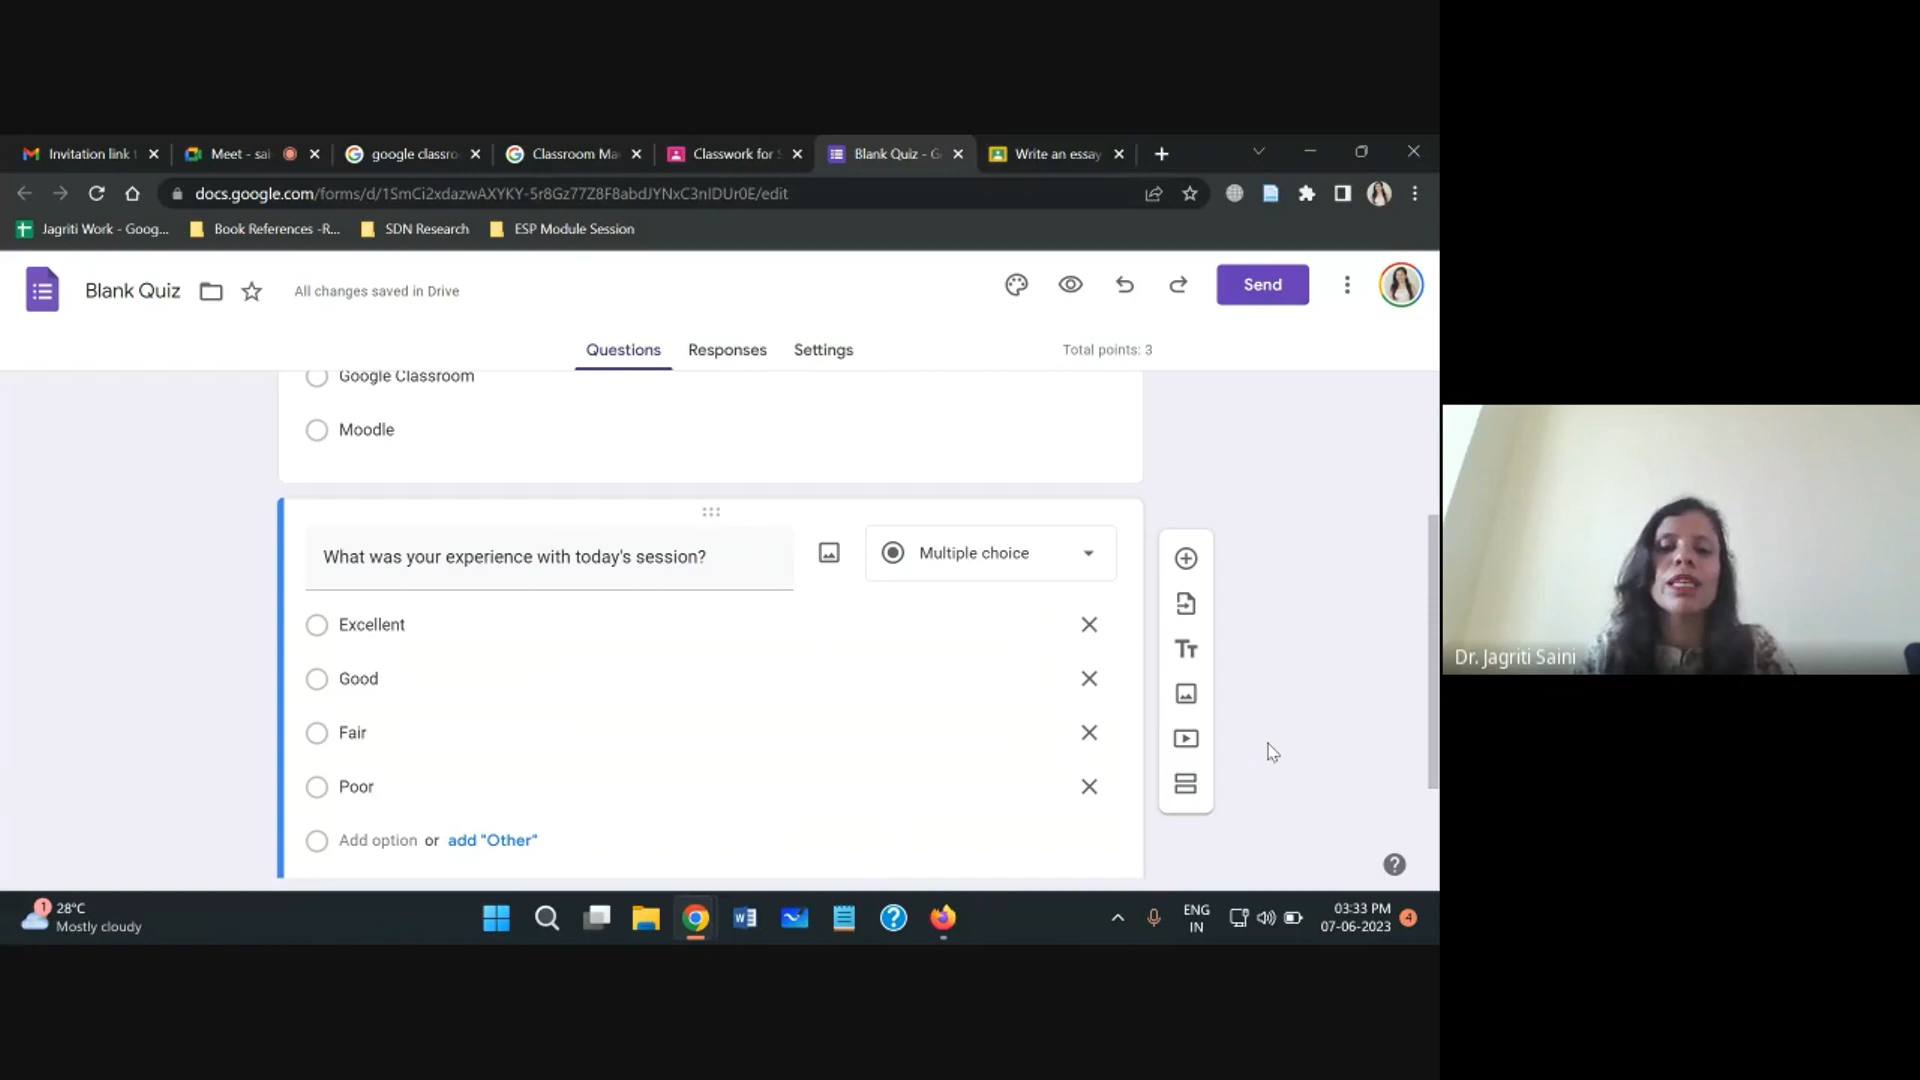 Invitation link t
Meet - sai
google classro
Classroom Ma
Classwork for S
Blank Quiz - G
Write an essay
docs.google.com/forms/d/1SmCi2xdazwAXYKY-5r8Gz77Z8F8abdJYNxC3nIDUr0E/edit
Jagriti Work - Goog...
Book References -R...
SDN Research
ESP Module Session
Blank Quiz
All changes saved in Drive
Send
Questions
Responses
Settings
Total points: 3
Google Classroom
Moodle
What was your experience with today's session?
Multiple choice
Tt
Excellent
Good
Fair
Poor
Add option or add "Other"
Dr. Jagriti Saini
1
28°C
Mostly cloudy
ENG
IN
03:33 PM
07-06-2023
4